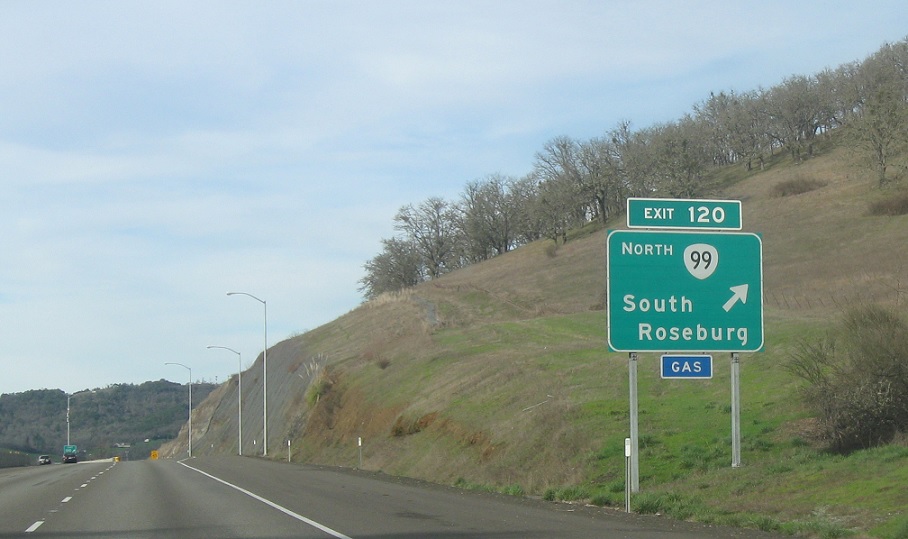 EXIT 120
NORTH 99
South
Roseburg
GAS